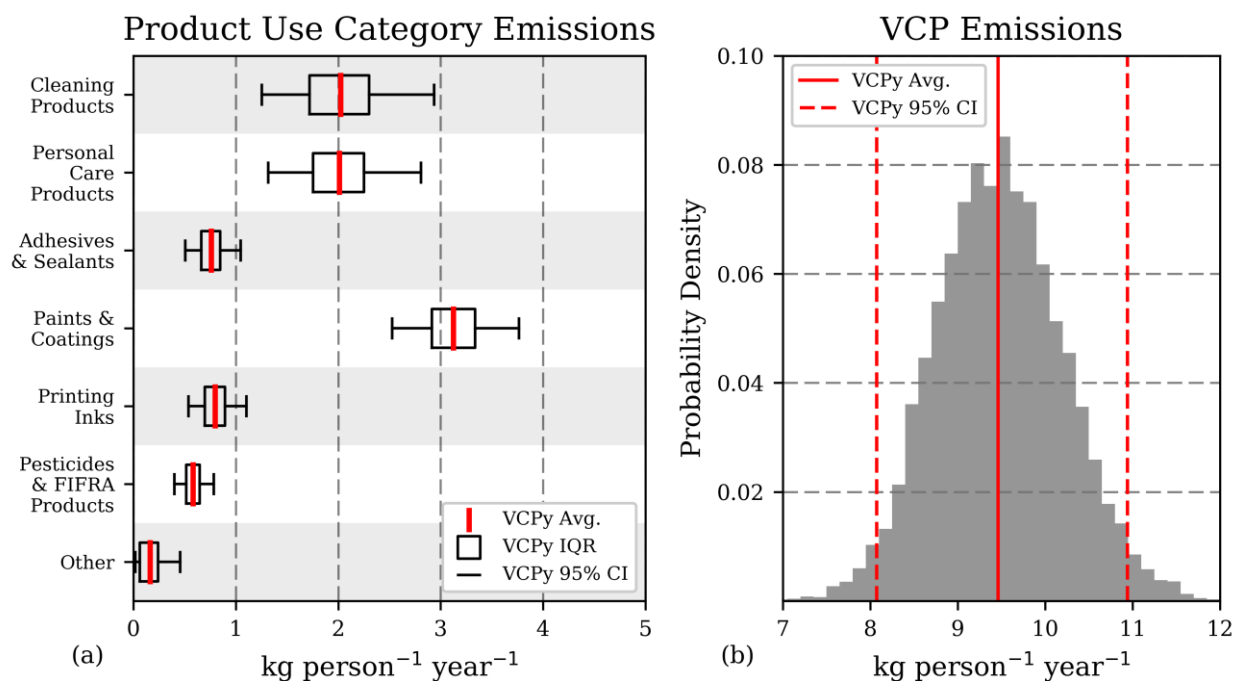 Product Use Category Emissions
Cleaning
Products
Personal
Care
Products
Adhesives
& Sealants
Paints &
Coatings
Printing
Inks
Pesticides
& FIFRA
Products
Other
VCPy Avg.
VCPy IQR
VCPy 95% CI
0 1 2 3 4 5
(a) kg person⁻¹ year⁻¹
VCP Emissions
VCPy Avg.
VCPy 95% CI
Probability Density
0.10
0.08
0.06
0.04
0.02
7 8 9 10 11 12
(b) kg person⁻¹ year⁻¹